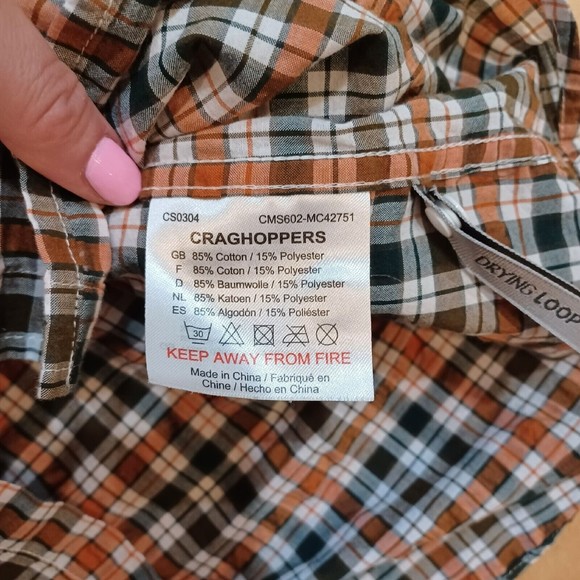 CS0304 CMS602-MC42751
CRAGHOPPERS
GB 85% Cotton / 15% Polyester
F 85% Coton / 15% Polyester
D 85% Baumwolle / 15% Polyester
NL 85% Katoen / 15% Polyester
ES 85% Algodón / 15% Poliéster
30
KEEP AWAY FROM FIRE
Made in China / Fabriqué en
Chine / Hecho en China
DRYING LOOP